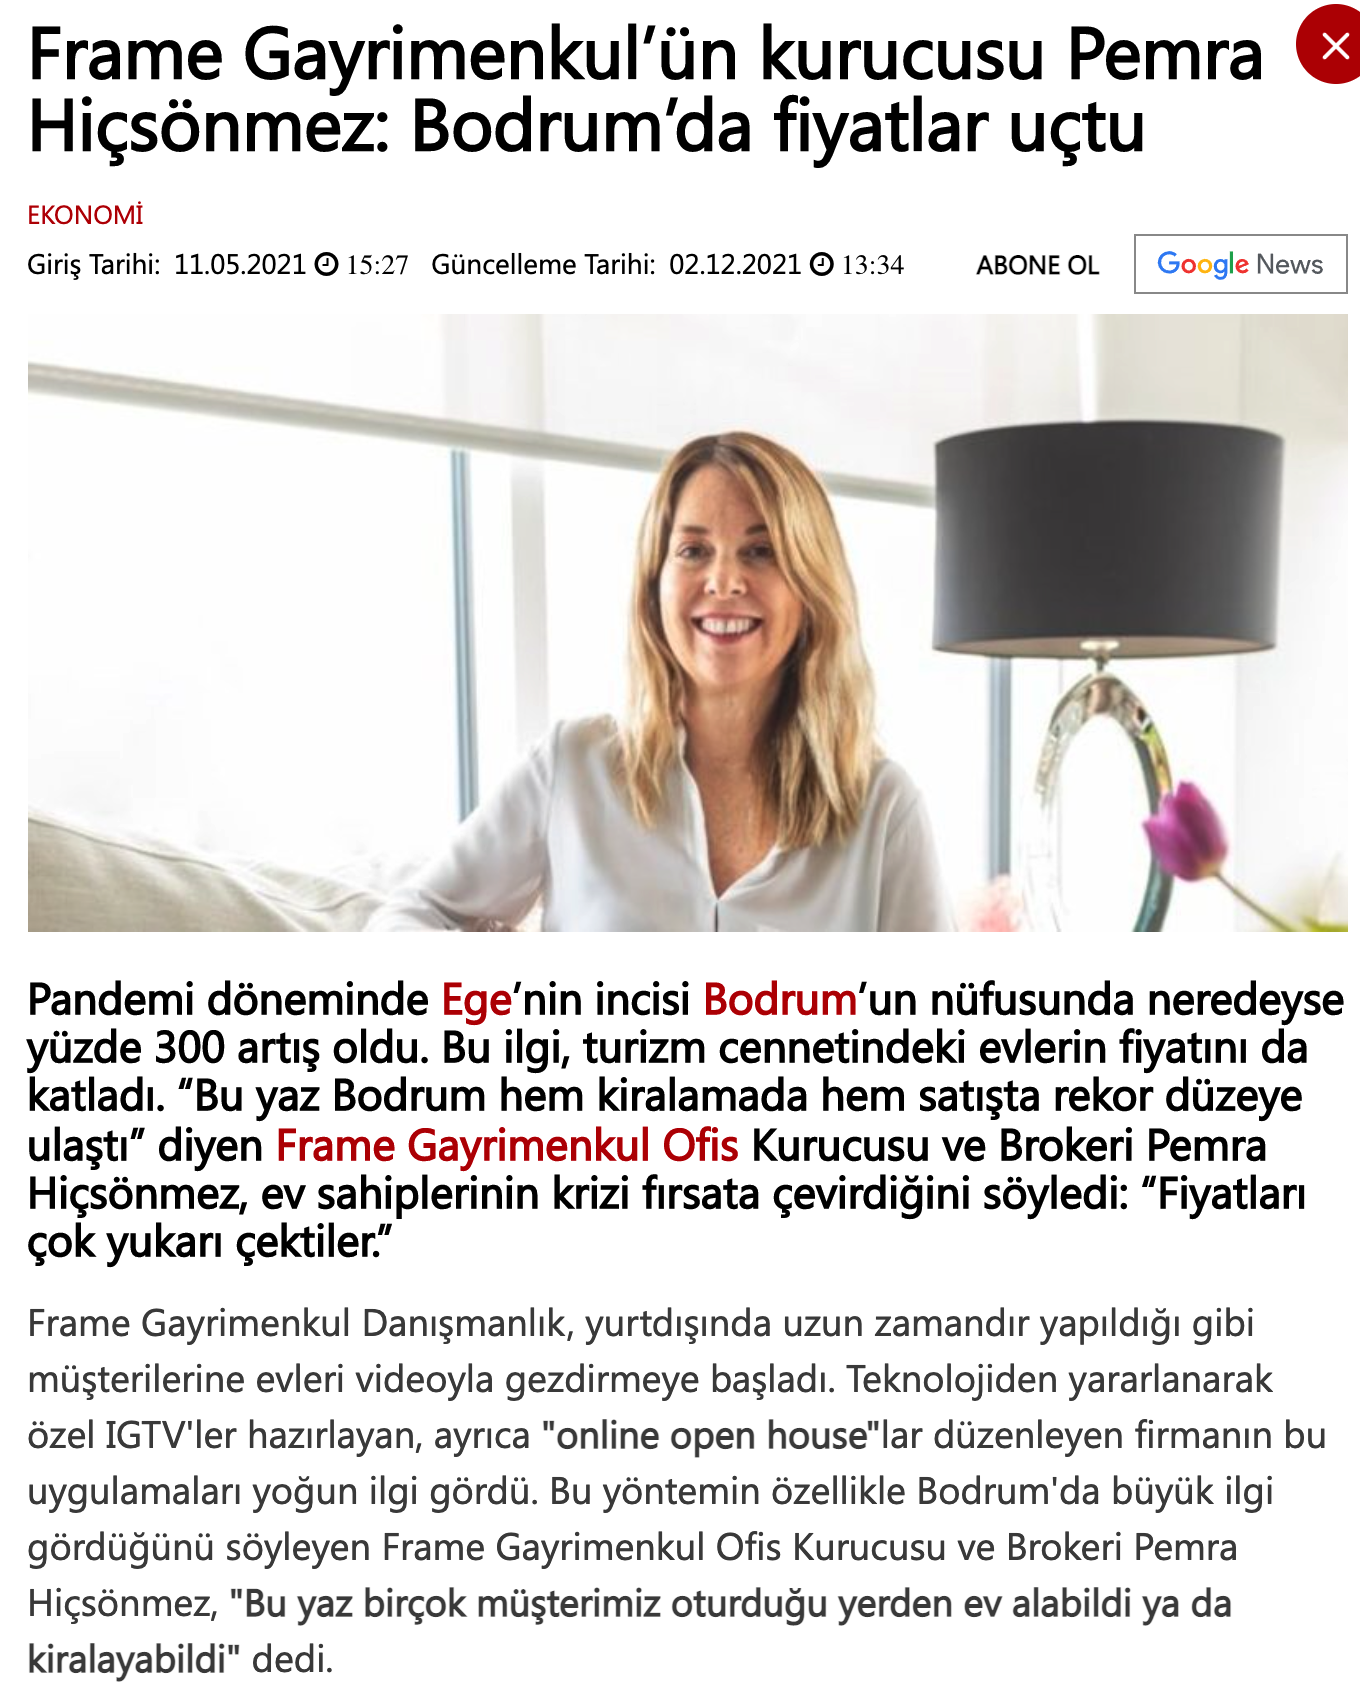 Frame Gayrimenkul’ün kurucusu Pemra
Hiçsönmez: Bodrum’da fiyatlar uçtu
EKONOMİ
Giriş Tarihi: 11.05.2021 15:27 Güncelleme Tarihi: 02.12.2021 13:34 ABONE OL Google News
Pandemi döneminde Ege’nin incisi Bodrum’un nüfusunda neredeyse
yüzde 300 artış oldu. Bu ilgi, turizm cennetindeki evlerin fiyatını da
katladı. “Bu yaz Bodrum hem kiralamada hem satışta rekor düzeye
ulaştı” diyen Frame Gayrimenkul Ofis Kurucusu ve Brokeri Pemra
Hiçsönmez, ev sahiplerinin krizi fırsata çevirdiğini söyledi: “Fiyatları
çok yukarı çektiler.”
Frame Gayrimenkul Danışmanlık, yurtdışında uzun zamandır yapıldığı gibi
müşterilerine evleri videoyla gezdirmeye başladı. Teknolojiden yararlanarak
özel IGTV'ler hazırlayan, ayrıca "online open house"lar düzenleyen firmanın bu
uygulamaları yoğun ilgi gördü. Bu yöntemin özellikle Bodrum'da büyük ilgi
gördüğünü söyleyen Frame Gayrimenkul Ofis Kurucusu ve Brokeri Pemra
Hiçsönmez, "Bu yaz birçok müşterimiz oturduğu yerden ev alabildi ya da
kiralayabildi" dedi.